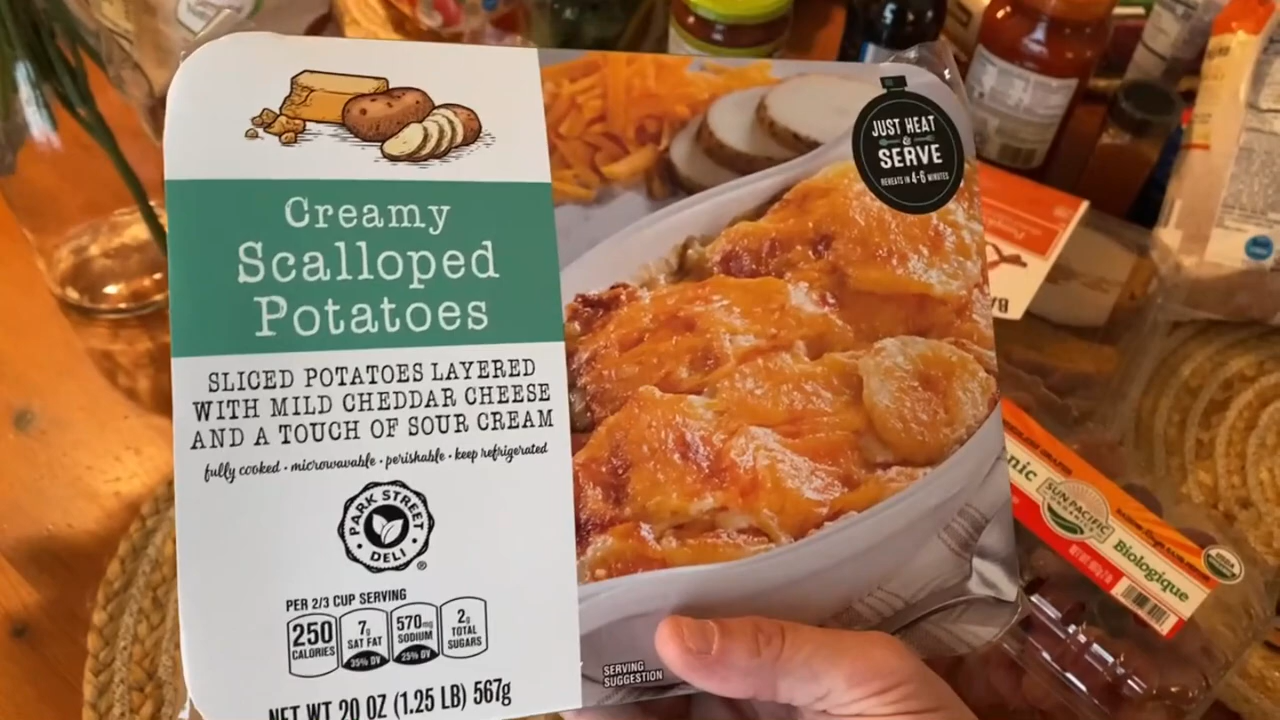 Creamy
Scalloped
Potatoes
SLICED POTATOES LAYERED
WITH MILD CHEDDAR CHEESE
AND A TOUCH OF SOUR CREAM
fully cooked • microwavable • perishable • keep refrigerated
PARK STREET
DELI
®
PER 2/3 CUP SERVING
250
CALORIES
7g
SAT FAT
35% DV
570mg
SODIUM
25% DV
2g
TOTAL
SUGARS
NET WT 20 OZ (1.25 LB) 567g
JUST HEAT
&
SERVE
REHEATS IN 4-6 MINUTES
SERVING
SUGGESTION
nic
SUN PACIFIC
ORGANICS
Biologique
USDA